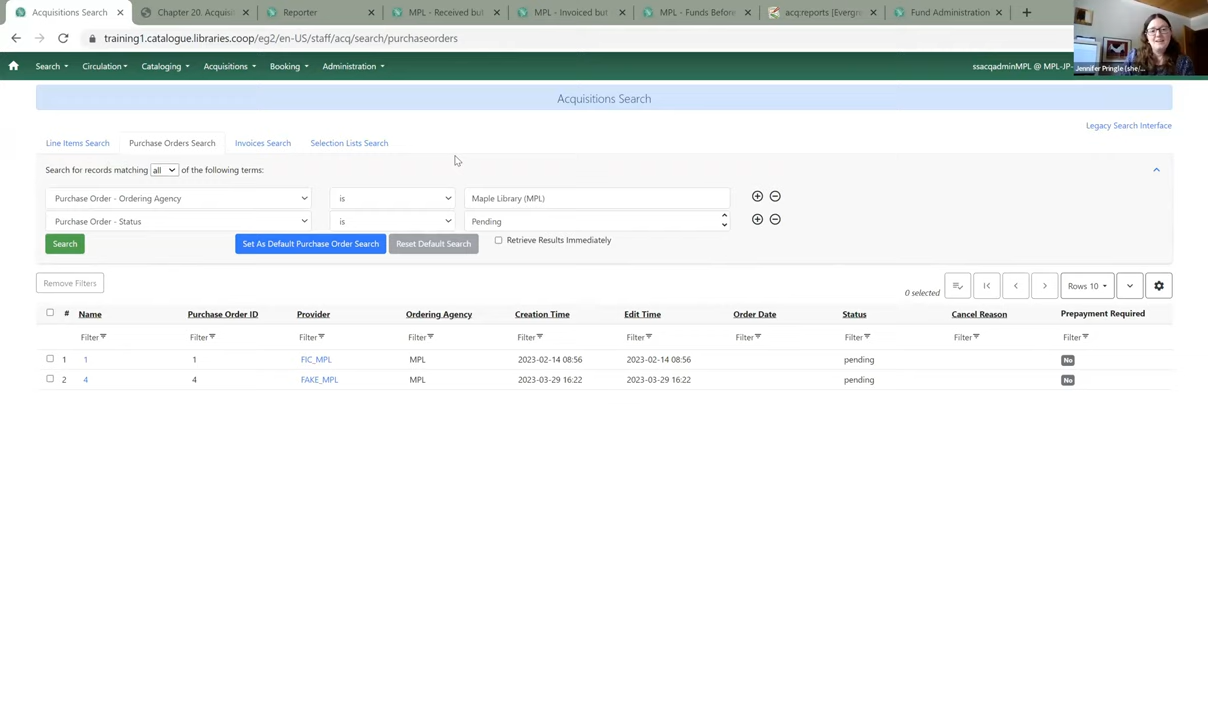 Acquisitions Search
Chapter 20. Acquisi
Reporter
MPL - Received but
MPL - Invoiced but
MPL - Funds Before
acq:reports [Evergre
Fund Administration
training1.catalogue.libraries.coop/eg2/en-US/staff/acq/search/purchaseorders
Jennifer Pringle (she/...
Search Circulation Cataloging Acquisitions Booking Administration ssacqadminMPL @ MPL-JP-
Acquisitions Search
Legacy Search Interface
Line Items Search Purchase Orders Search Invoices Search Selection Lists Search
Search for records matching all of the following terms:
Purchase Order - Ordering Agency is Maple Library (MPL)
Purchase Order - Status is Pending
Search Set As Default Purchase Order Search Reset Default Search Retrieve Results Immediately
Remove Filters 0 selected Rows 10
# Name Purchase Order ID Provider Ordering Agency Creation Time Edit Time Order Date Status Cancel Reason Prepayment Required
Filter Filter Filter Filter Filter Filter Filter Filter Filter Filter
1 1 1 FIC_MPL MPL 2023-02-14 08:56 2023-02-14 08:56 pending No
2 4 4 FAKE_MPL MPL 2023-03-29 16:22 2023-03-29 16:22 pending No